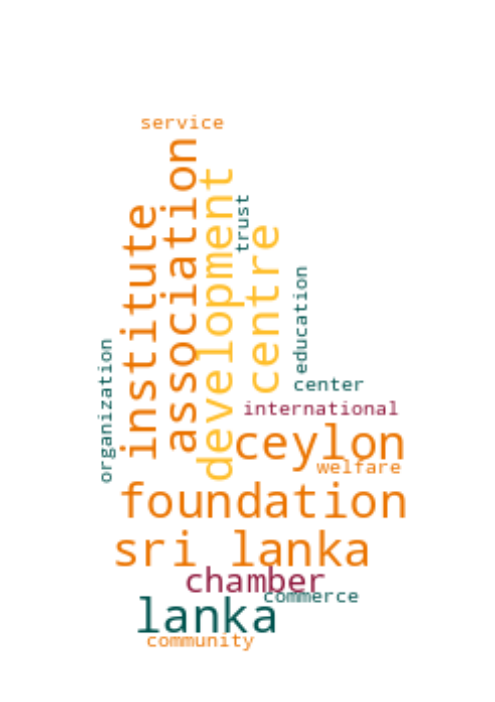 service
association
development
trust
institute
centre
education
organization
center
international
ceylon
welfare
foundation
sri lanka
chamber
commerce
lanka
community